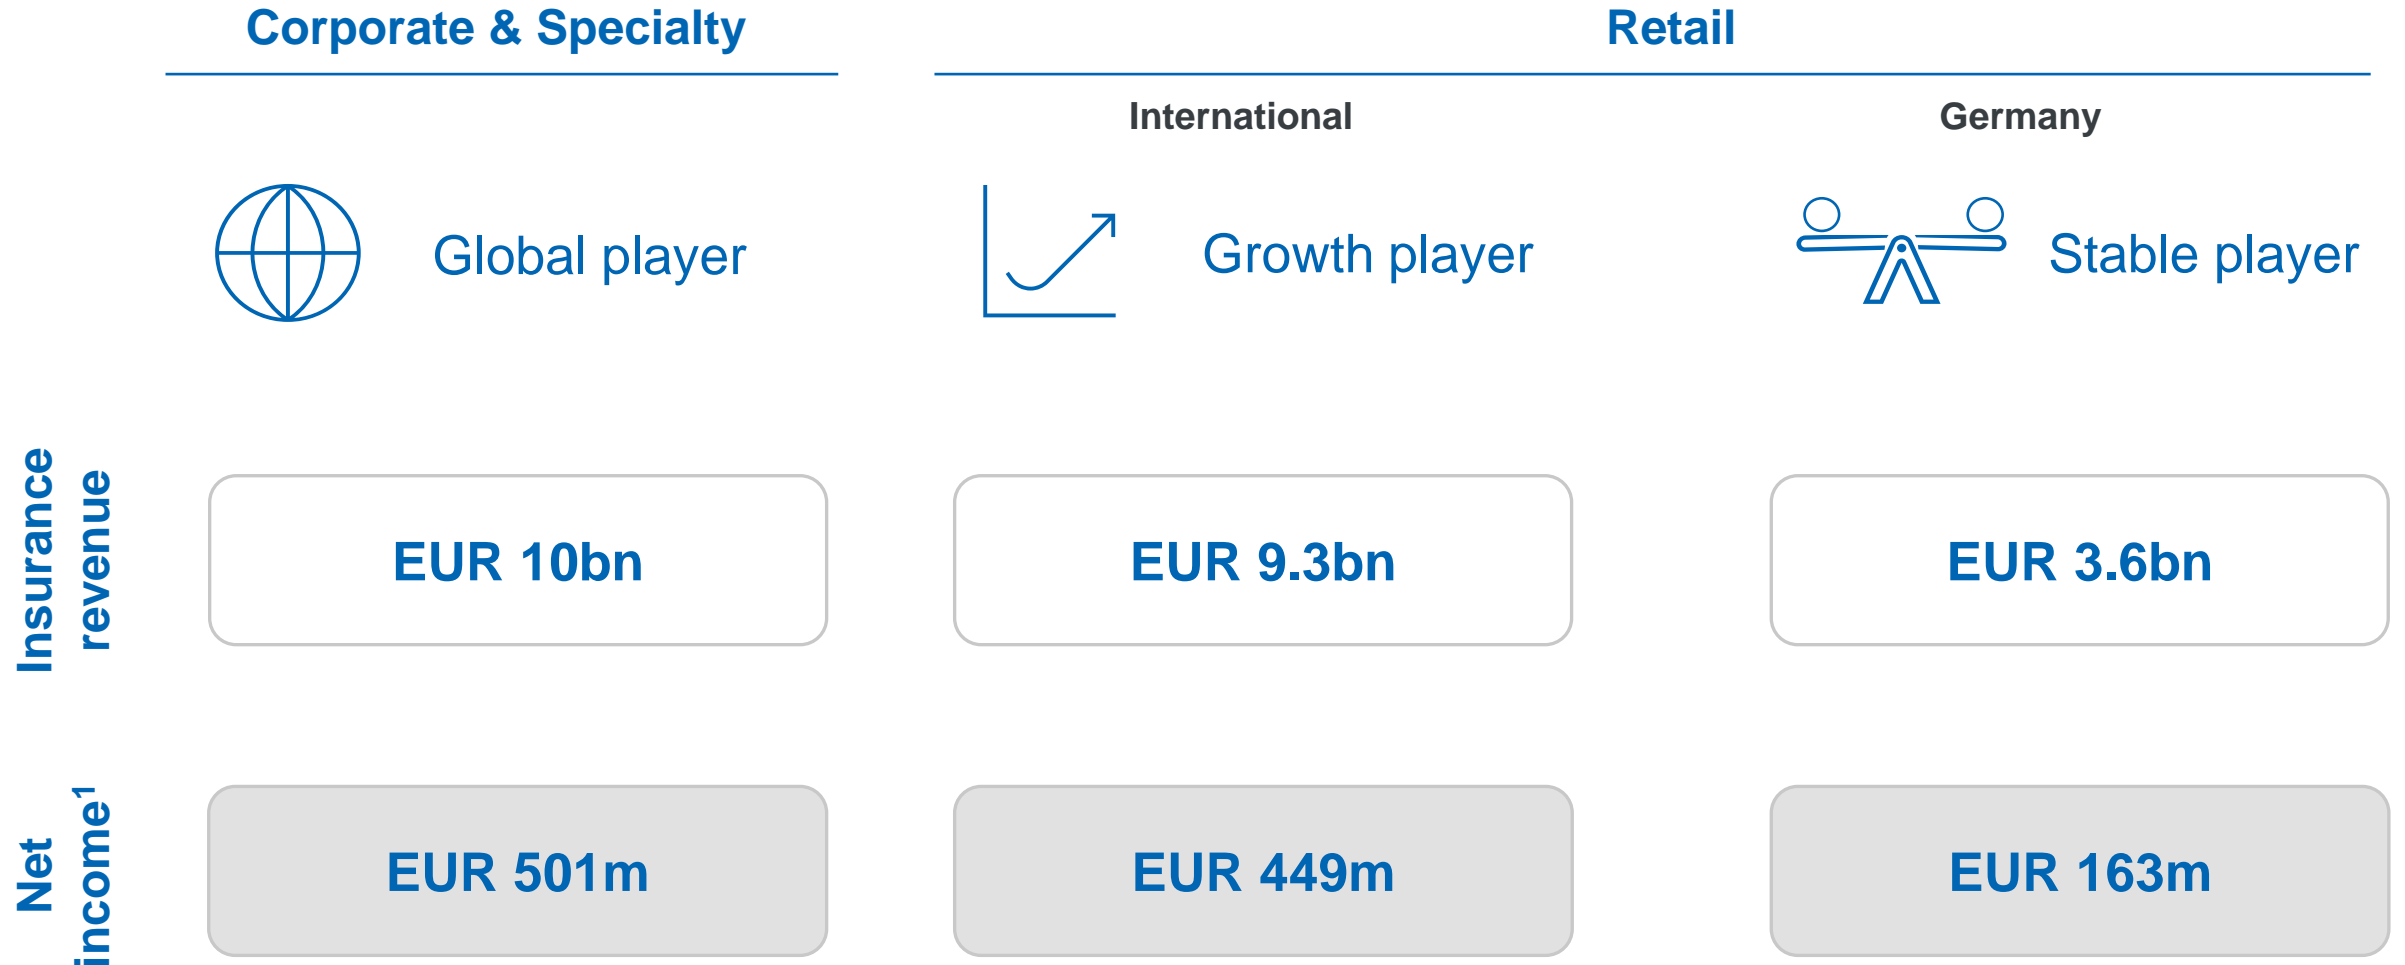 Corporate & Specialty
Retail
International
Germany
Global player
Growth player
Stable player
Insurance
revenue
EUR 10bn
EUR 9.3bn
EUR 3.6bn
Net
income¹
EUR 501m
EUR 449m
EUR 163m